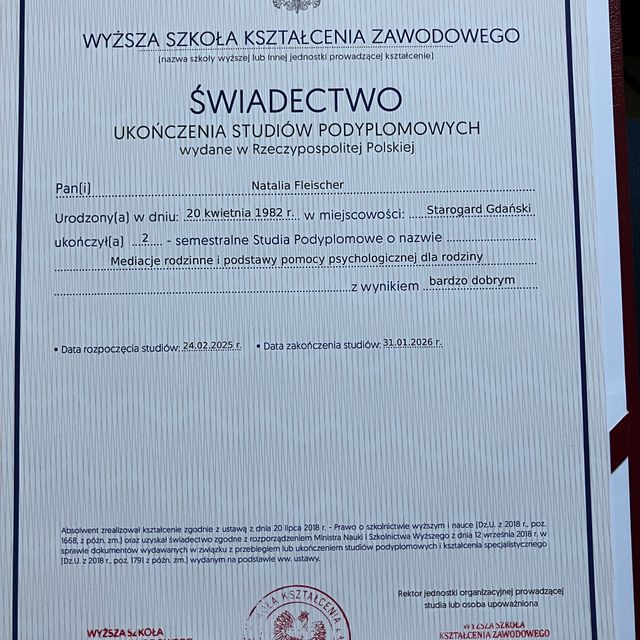 WYŻSZA SZKOŁA KSZTAŁCENIA ZAWODOWEGO
(nazwa szkoły wyższej lub innej jednostki prowadzącej kształcenie)
ŚWIADECTWO
UKOŃCZENIA STUDIÓW PODYPLOMOWYCH
wydane w Rzeczypospolitej Polskiej
Pan(i) Natalia Fleischer
Urodzony(a) w dniu: 20 kwietnia 1982 r. w miejscowości: Starogard Gdański
ukończył(a) 2 - semestralne Studia Podyplomowe o nazwie
Mediacje rodzinne i podstawy pomocy psychologicznej dla rodziny
z wynikiem bardzo dobrym
• Data rozpoczęcia studiów: 24.02.2025 r. • Data zakończenia studiów: 31.01.2026 r.
Absolwent zrealizował kształcenie zgodnie z ustawą z dnia 20 lipca 2018 r. - Prawo o szkolnictwie wyższym i nauce (Dz.U. z 2018 r., poz.
1668, z późn. zm.) oraz uzyskał świadectwo zgodne z rozporządzeniem Ministra Nauki i Szkolnictwa Wyższego z dnia 12 września 2018 r. w
sprawie dokumentów wydawanych w związku z przebiegiem lub ukończeniem studiów podyplomowych i kształcenia specjalistycznego
(Dz.U. z 2018 r., poz. 1791 z późn. zm.) wydanym na podstawie ww. ustawy.
Rektor jednostki organizacyjnej prowadzącej
studia lub osoba upoważniona
KOŁA KSZTAŁCENIA
WYŻSZA SZKOŁA
WYŻSZA SZKOŁA
KSZTAŁCENIA ZAWODOWEGO